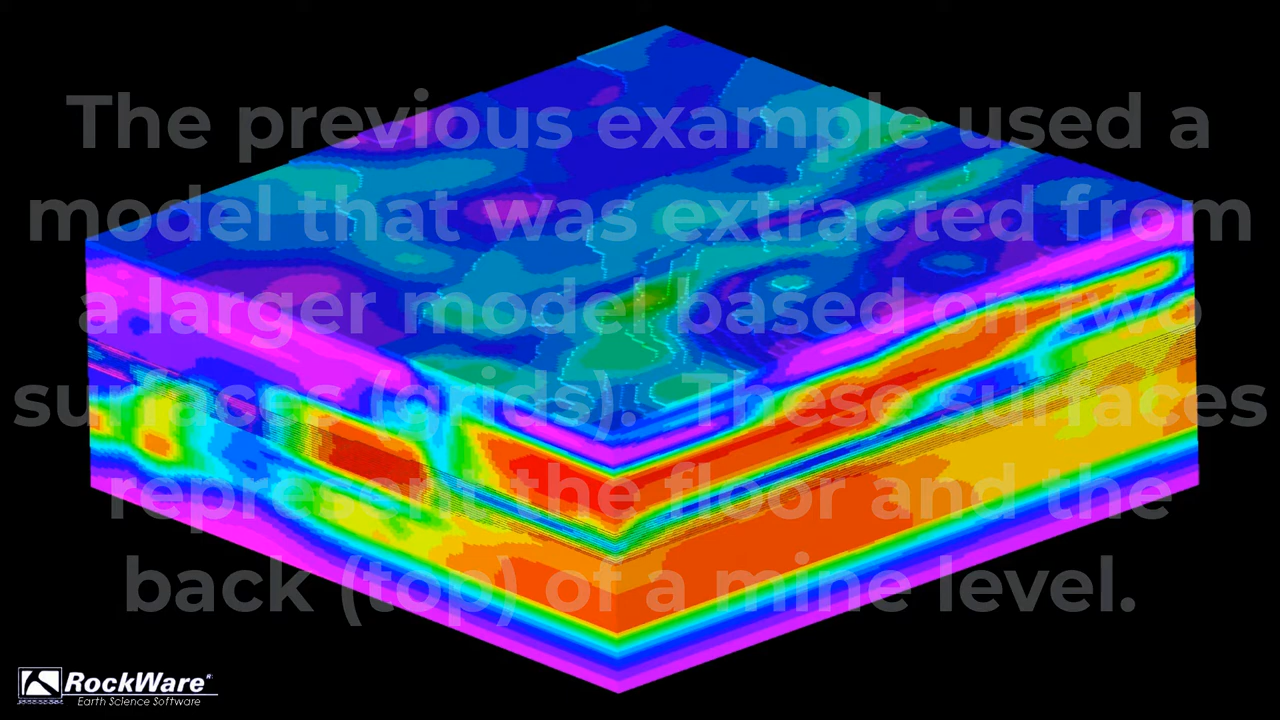 The previous example used a
model that was extracted from
a larger model based on two
surfaces (grids).  These surfaces
represent the floor and the
back (top) of a mine level.
RockWare
Earth Science Software